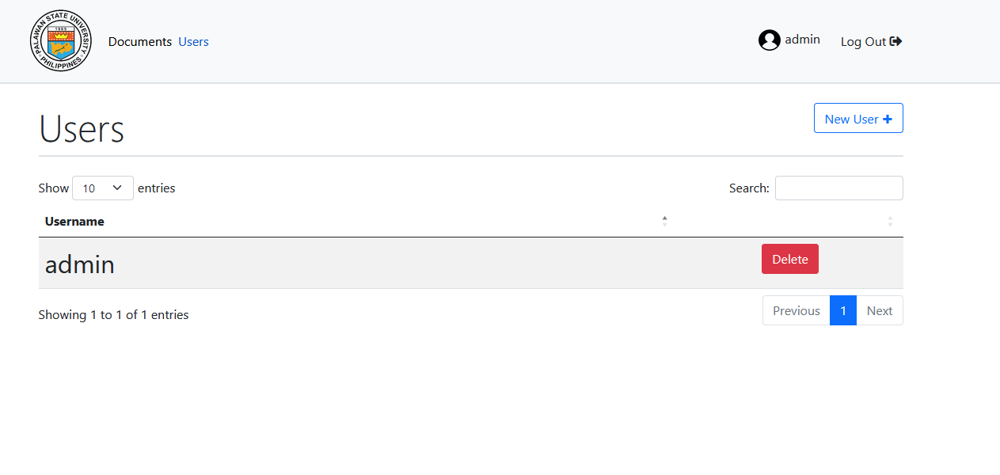 PALAWAN STATE UNIVERSITY
1965
PHILIPPINES
Documents Users
admin Log Out
Users
New User
Show 10 entries
Search:
Username
admin
Delete
Showing 1 to 1 of 1 entries
Previous 1 Next